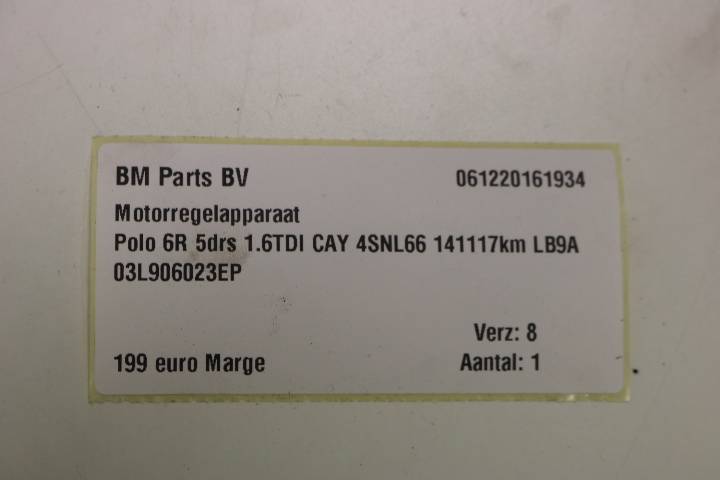 BM Parts BV 061220161934
Motorregelapparaat
Polo 6R 5drs 1.6TDI CAY 4SNL66 141117km LB9A
03L906023EP
Verz: 8
199 euro Marge Aantal: 1